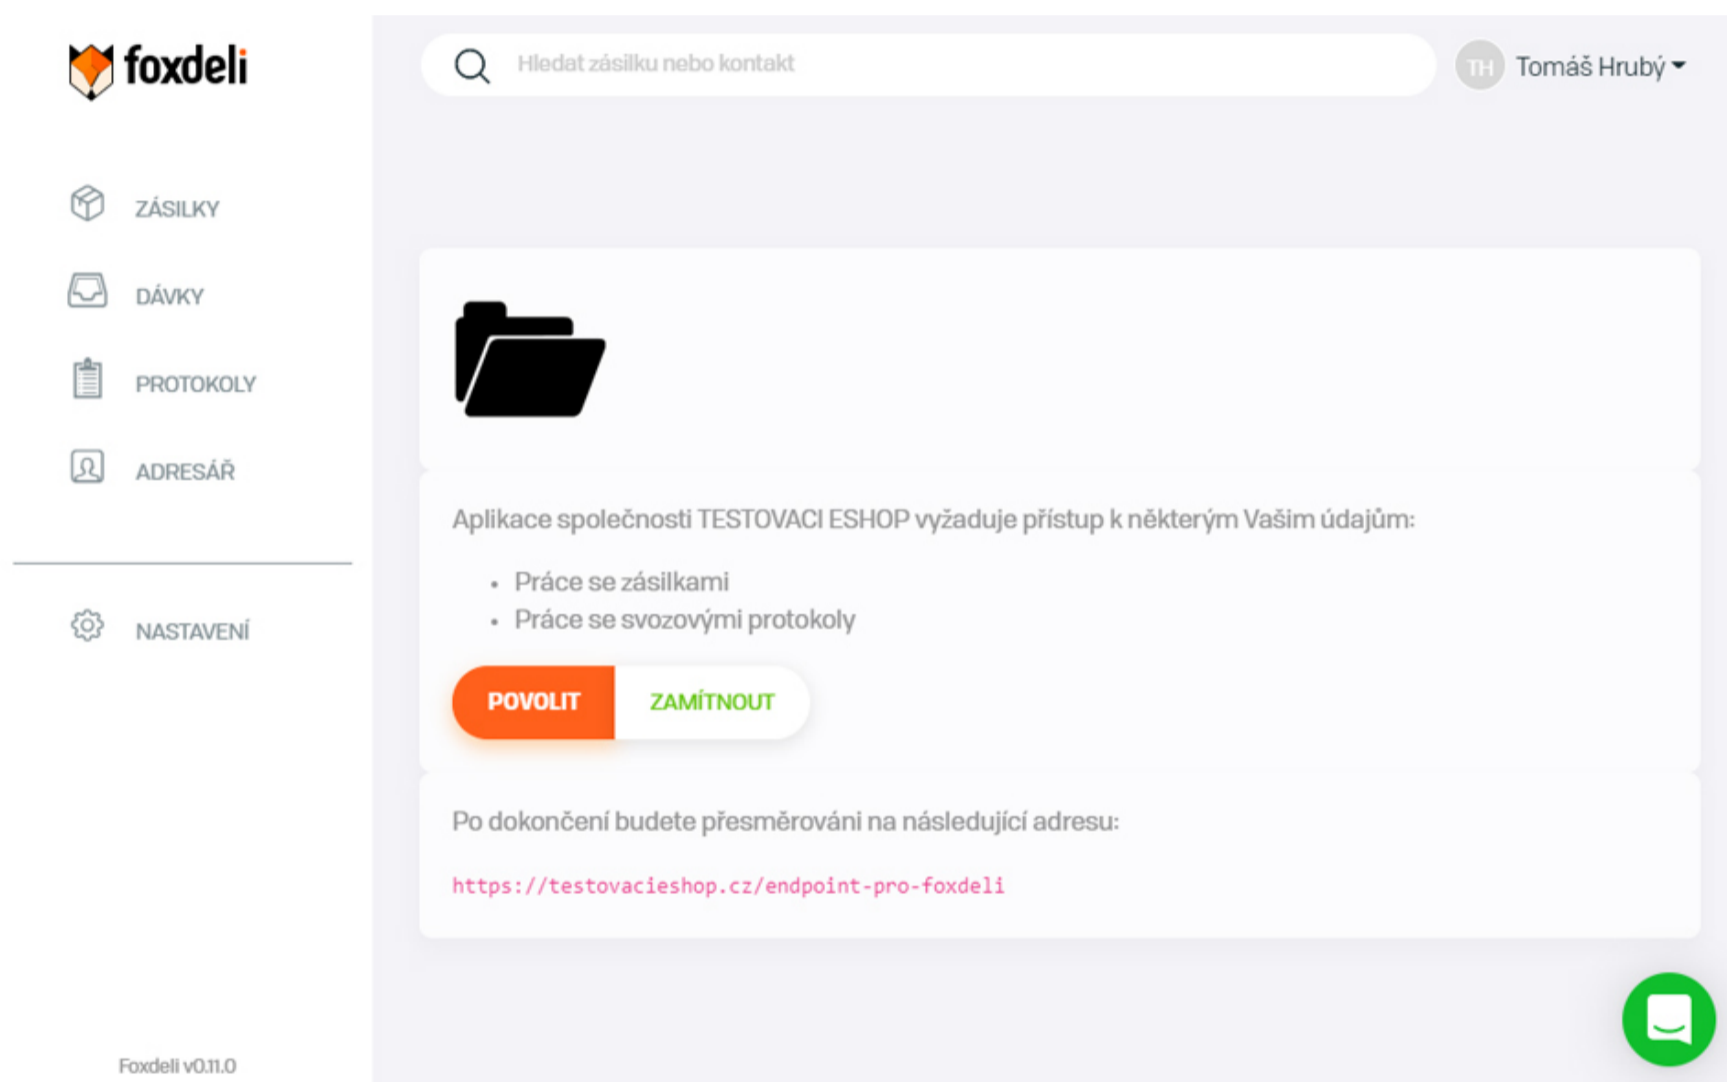 foxdeli
Hledat zásilku nebo kontakt
TH
Tomáš Hrubý
ZÁSILKY
DÁVKY
PROTOKOLY
ADRESÁŘ
NASTAVENÍ
Aplikace společnosti TESTOVACI ESHOP vyžaduje přístup k některým Vašim údajům:
• Práce se zásilkami
• Práce se svozovými protokoly
POVOLIT
ZAMÍTNOUT
Po dokončení budete přesměrováni na následující adresu:
https://testovacieshop.cz/endpoint-pro-foxdeli
Foxdeli v0.11.0